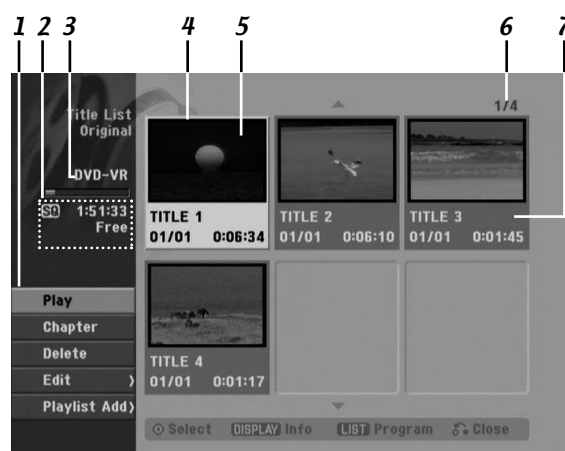 1 2 3 4 5 6 7
Title List
Original
1/4
DVD-VR
SQ 1:51:33
Free
TITLE 1
01/01 0:06:34
TITLE 2
01/01 0:06:10
TITLE 3
01/01 0:01:45
Play
Chapter
Delete
Edit
Playlist Add
TITLE 4
01/01 0:01:17
Select DISPLAY Info LIST Program Close